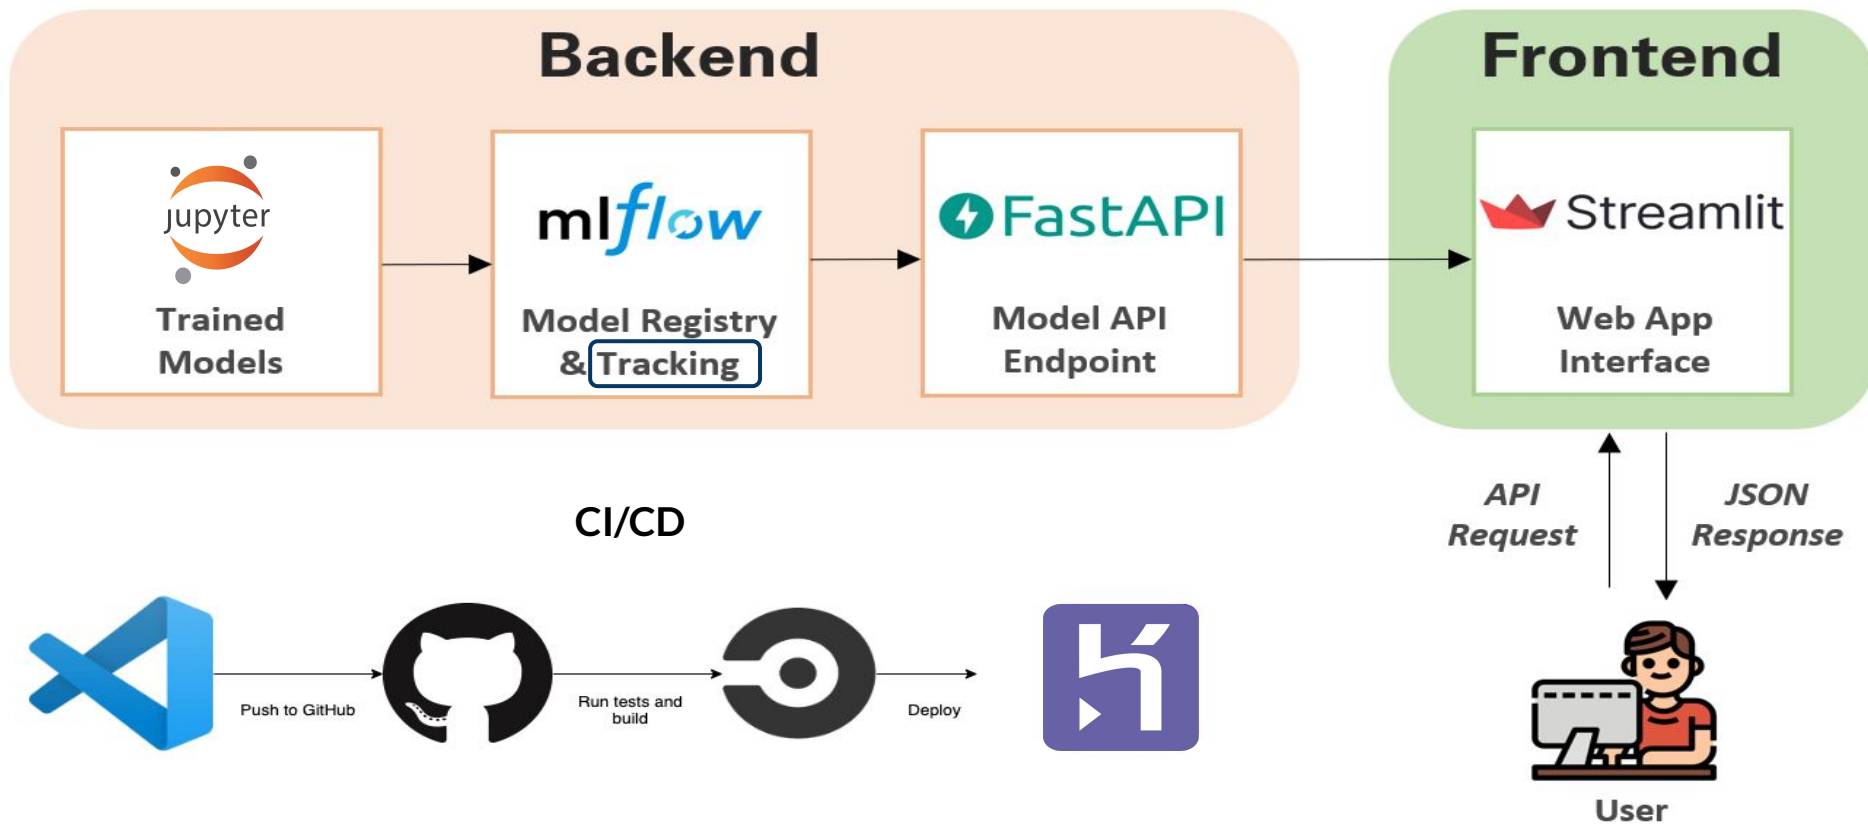 Backend
Frontend
jupyter
Trained
Models
mlflow
Model Registry
& Tracking
FastAPI
Model API
Endpoint
Streamlit
Web App
Interface
API
Request
JSON
Response
CI/CD
Push to GitHub
Run tests and
build
Deploy
User